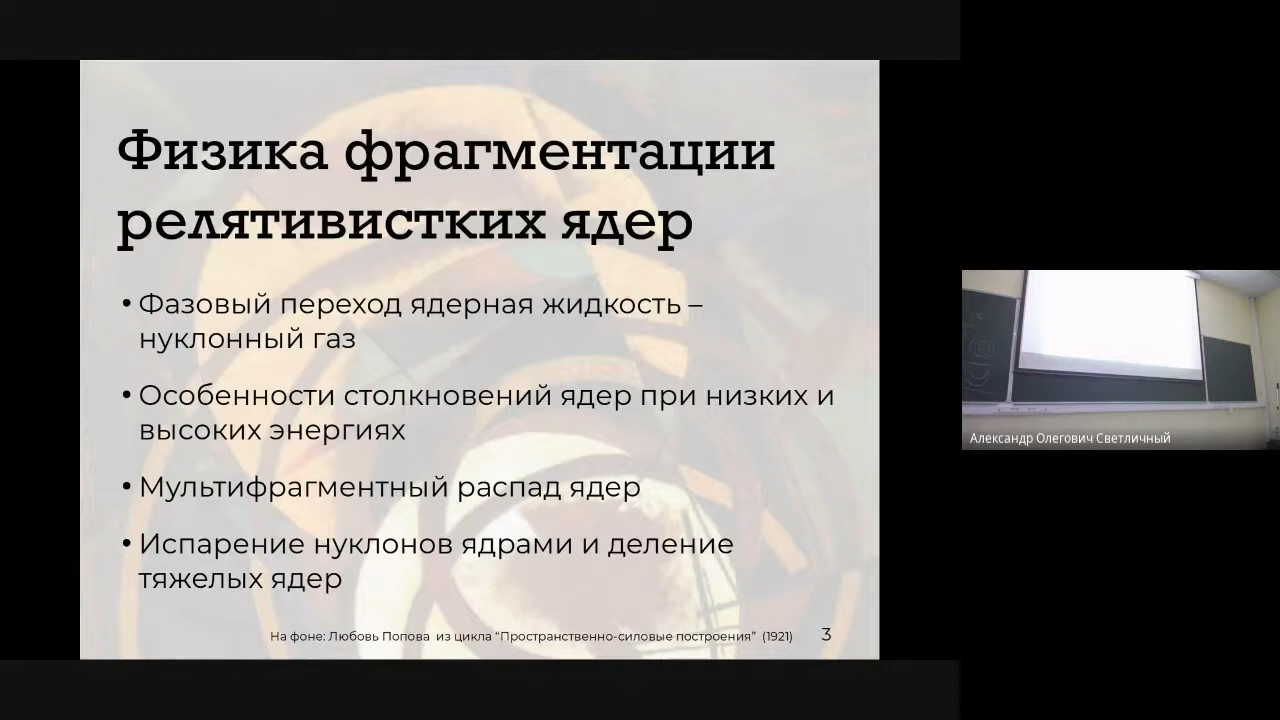 Физика фрагментации
релятивистких ядер
• Фазовый переход ядерная жидкость –
нуклонный газ
• Особенности столкновений ядер при низких и
высоких энергиях
• Мультифрагментный распад ядер
• Испарение нуклонов ядрами и деление
тяжелых ядер
На фоне: Любовь Попова из цикла “Пространственно-силовые построения” (1921)
3
Александр Олегович Светличный